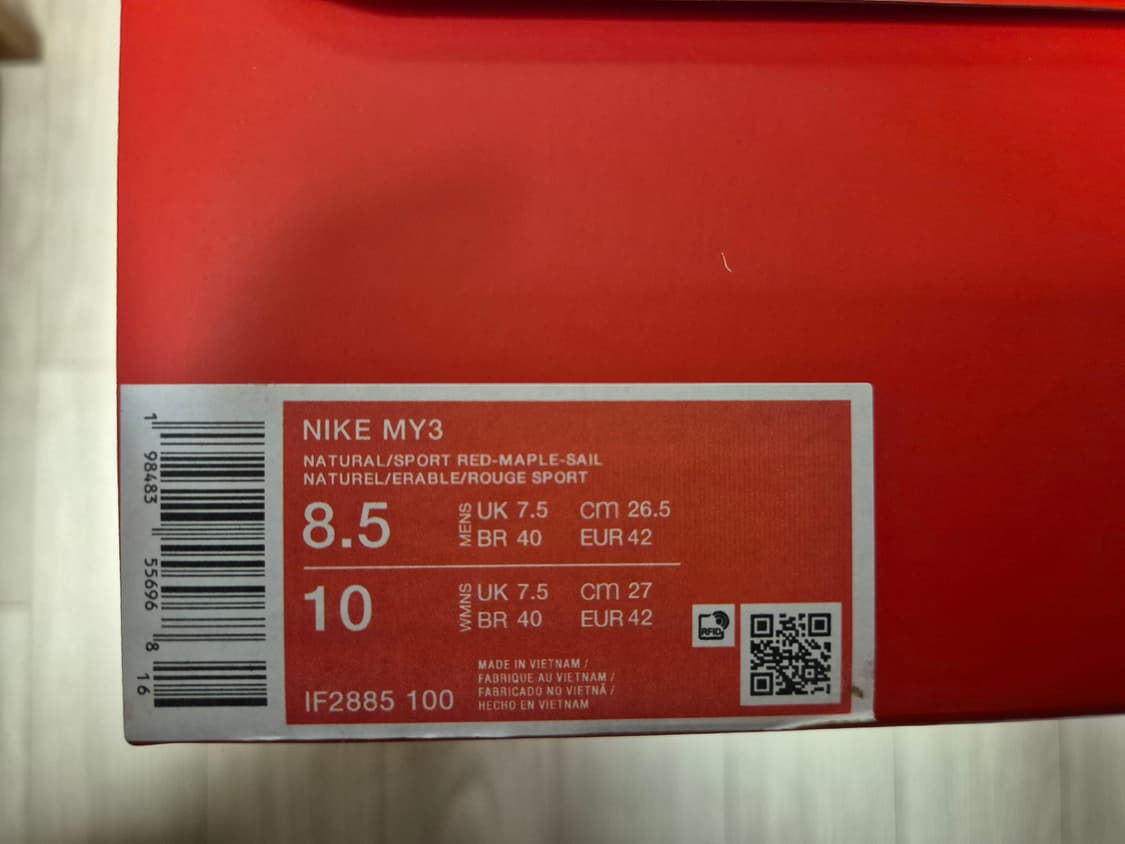 NIKE MY3
NATURAL/SPORT RED-MAPLE-SAIL
NATUREL/ERABLE/ROUGE SPORT
8.5 MENS UK 7.5 cm 26.5
BR 40 EUR 42
10 WMNS UK 7.5 cm 27
BR 40 EUR 42
RFID
MADE IN VIETNAM /
FABRIQUE AU VIETNAM /
FABRICADO NO VIETNÃ /
HECHO EN VIETNAM
IF2885 100
1 98483 55696 8 16